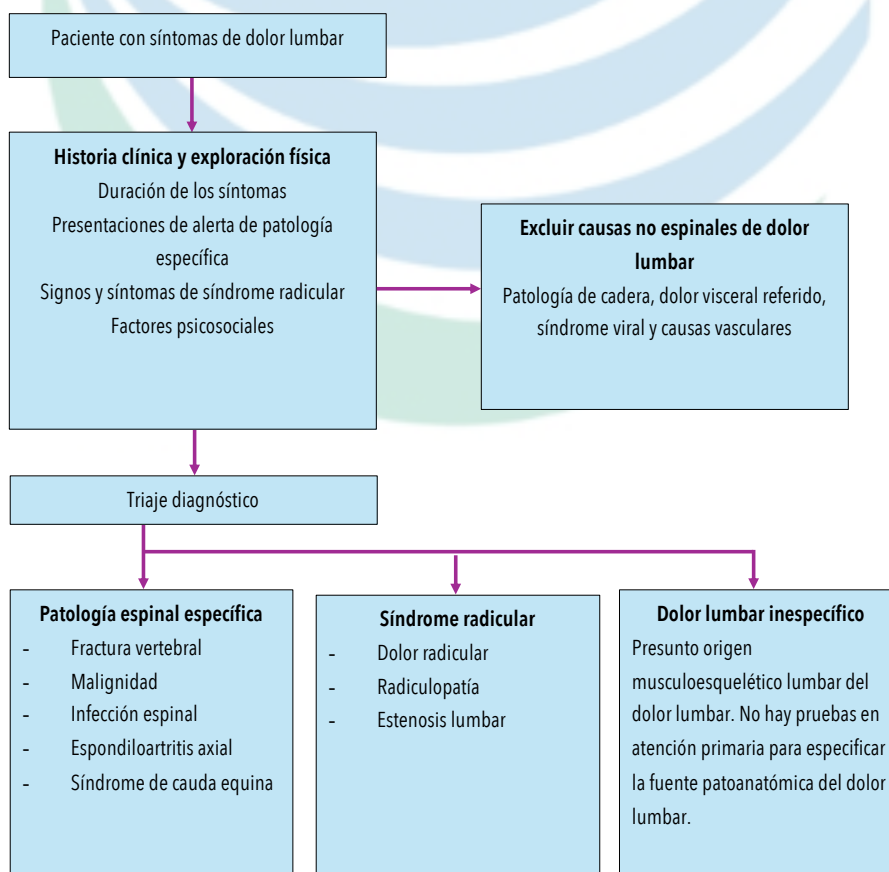 Paciente con síntomas de dolor lumbar
Historia clínica y exploración física
Duración de los síntomas
Presentaciones de alerta de patología
específica
Signos y síntomas de síndrome radicular
Factores psicosociales
Excluir causas no espinales de dolor
lumbar
Patología de cadera, dolor visceral referido,
síndrome viral y causas vasculares
Triaje diagnóstico
Patología espinal específica
- Fractura vertebral
- Malignidad
- Infección espinal
- Espondiloartritis axial
- Síndrome de cauda equina
Síndrome radicular
- Dolor radicular
- Radiculopatía
- Estenosis lumbar
Dolor lumbar inespecífico
Presunto origen
musculoesquelético lumbar del
dolor lumbar. No hay pruebas en
atención primaria para especificar
la fuente patoanatómica del dolor
lumbar.